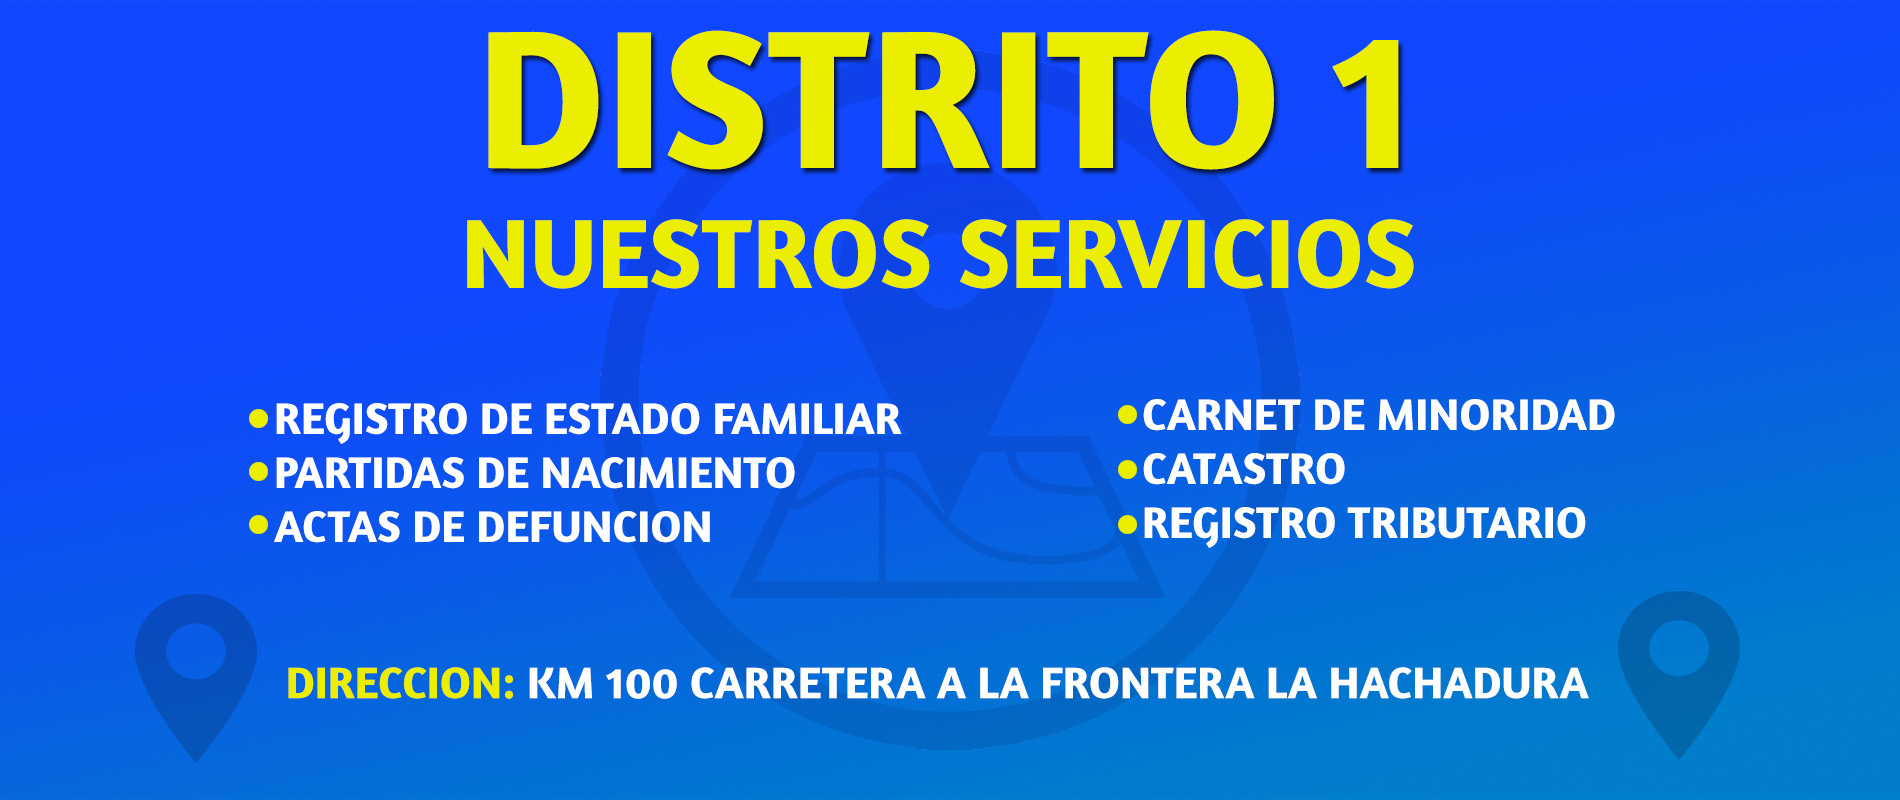 DISTRITO 1
NUESTROS SERVICIOS
•REGISTRO DE ESTADO FAMILIAR
•PARTIDAS DE NACIMIENTO
•ACTAS DE DEFUNCION
•CARNET DE MINORIDAD
•CATASTRO
•REGISTRO TRIBUTARIO
DIRECCION: KM 100 CARRETERA A LA FRONTERA LA HACHADURA